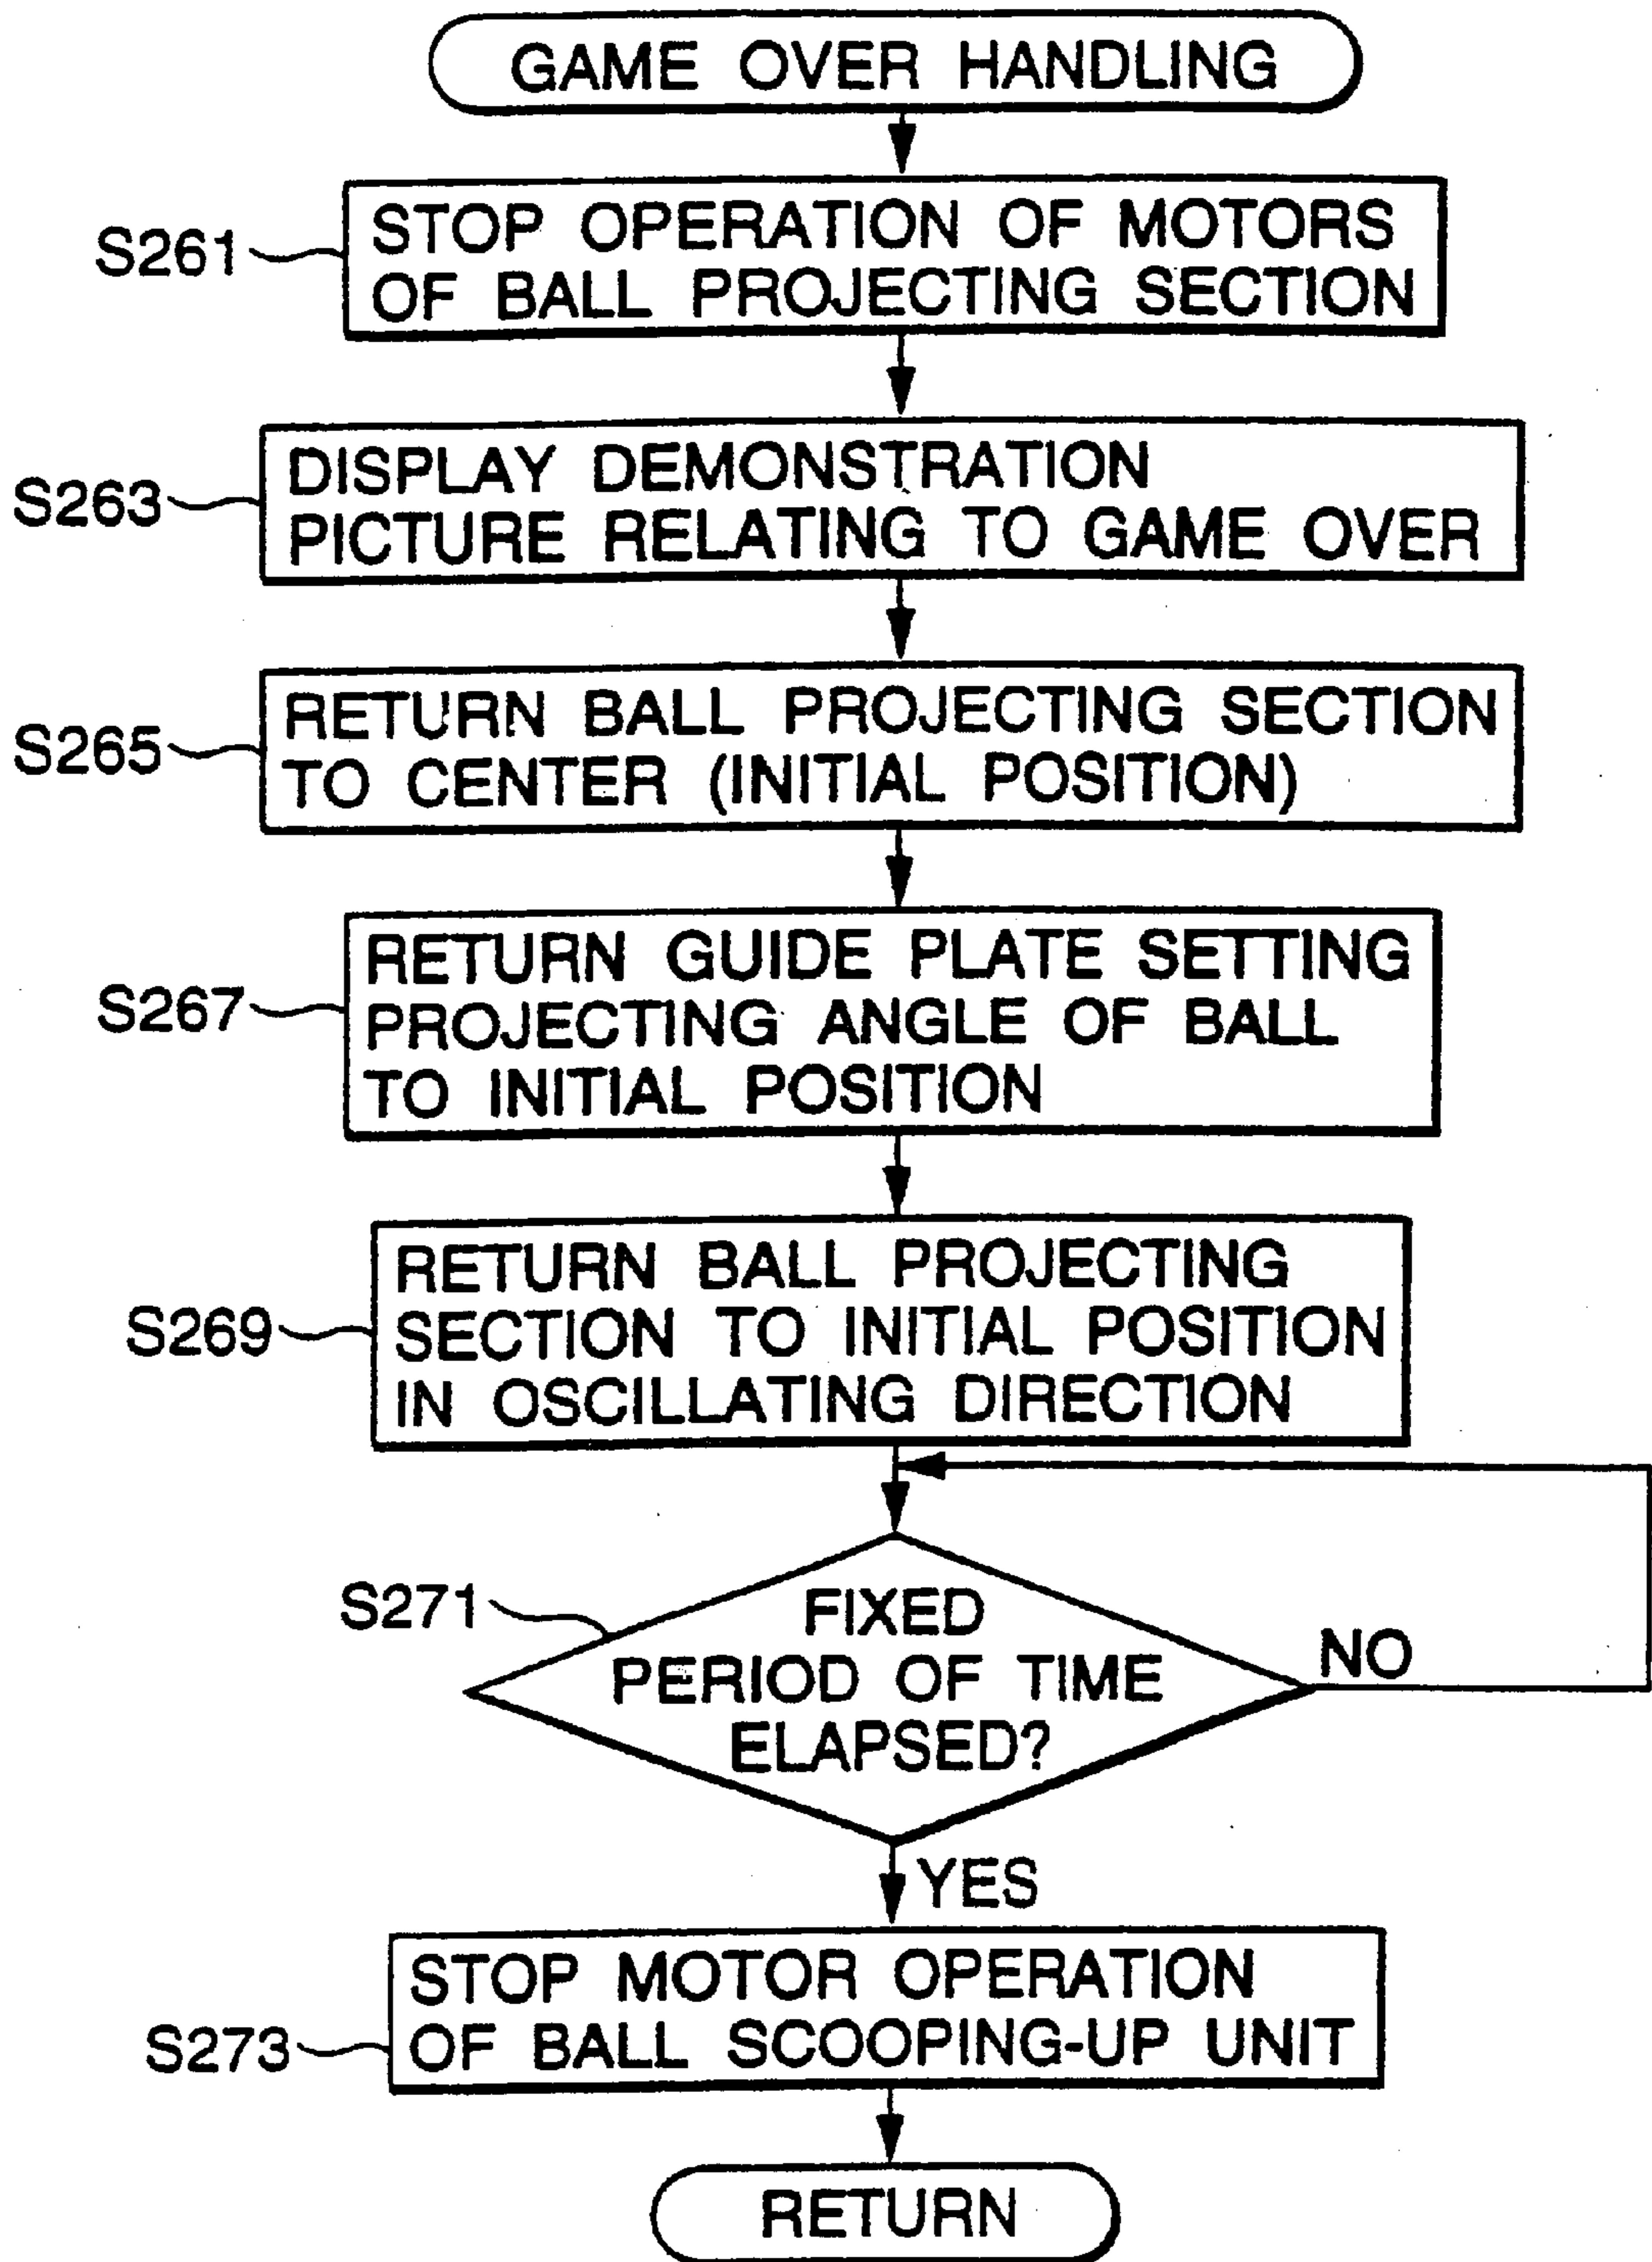 GAME OVER HANDLING
S261
STOP OPERATION OF MOTORS
OF BALL PROJECTING SECTION
S263
DISPLAY DEMONSTRATION
PICTURE RELATING TO GAME OVER
S265
RETURN BALL PROJECTING SECTION
TO CENTER (INITIAL POSITION)
S267
RETURN GUIDE PLATE SETTING
PROJECTING ANGLE OF BALL
TO INITIAL POSITION
S269
RETURN BALL PROJECTING
SECTION TO INITIAL POSITION
IN OSCILLATING DIRECTION
S271
FIXED
PERIOD OF TIME
ELAPSED?
NO
YES
S273
STOP MOTOR OPERATION
OF BALL SCOOPING-UP UNIT
RETURN